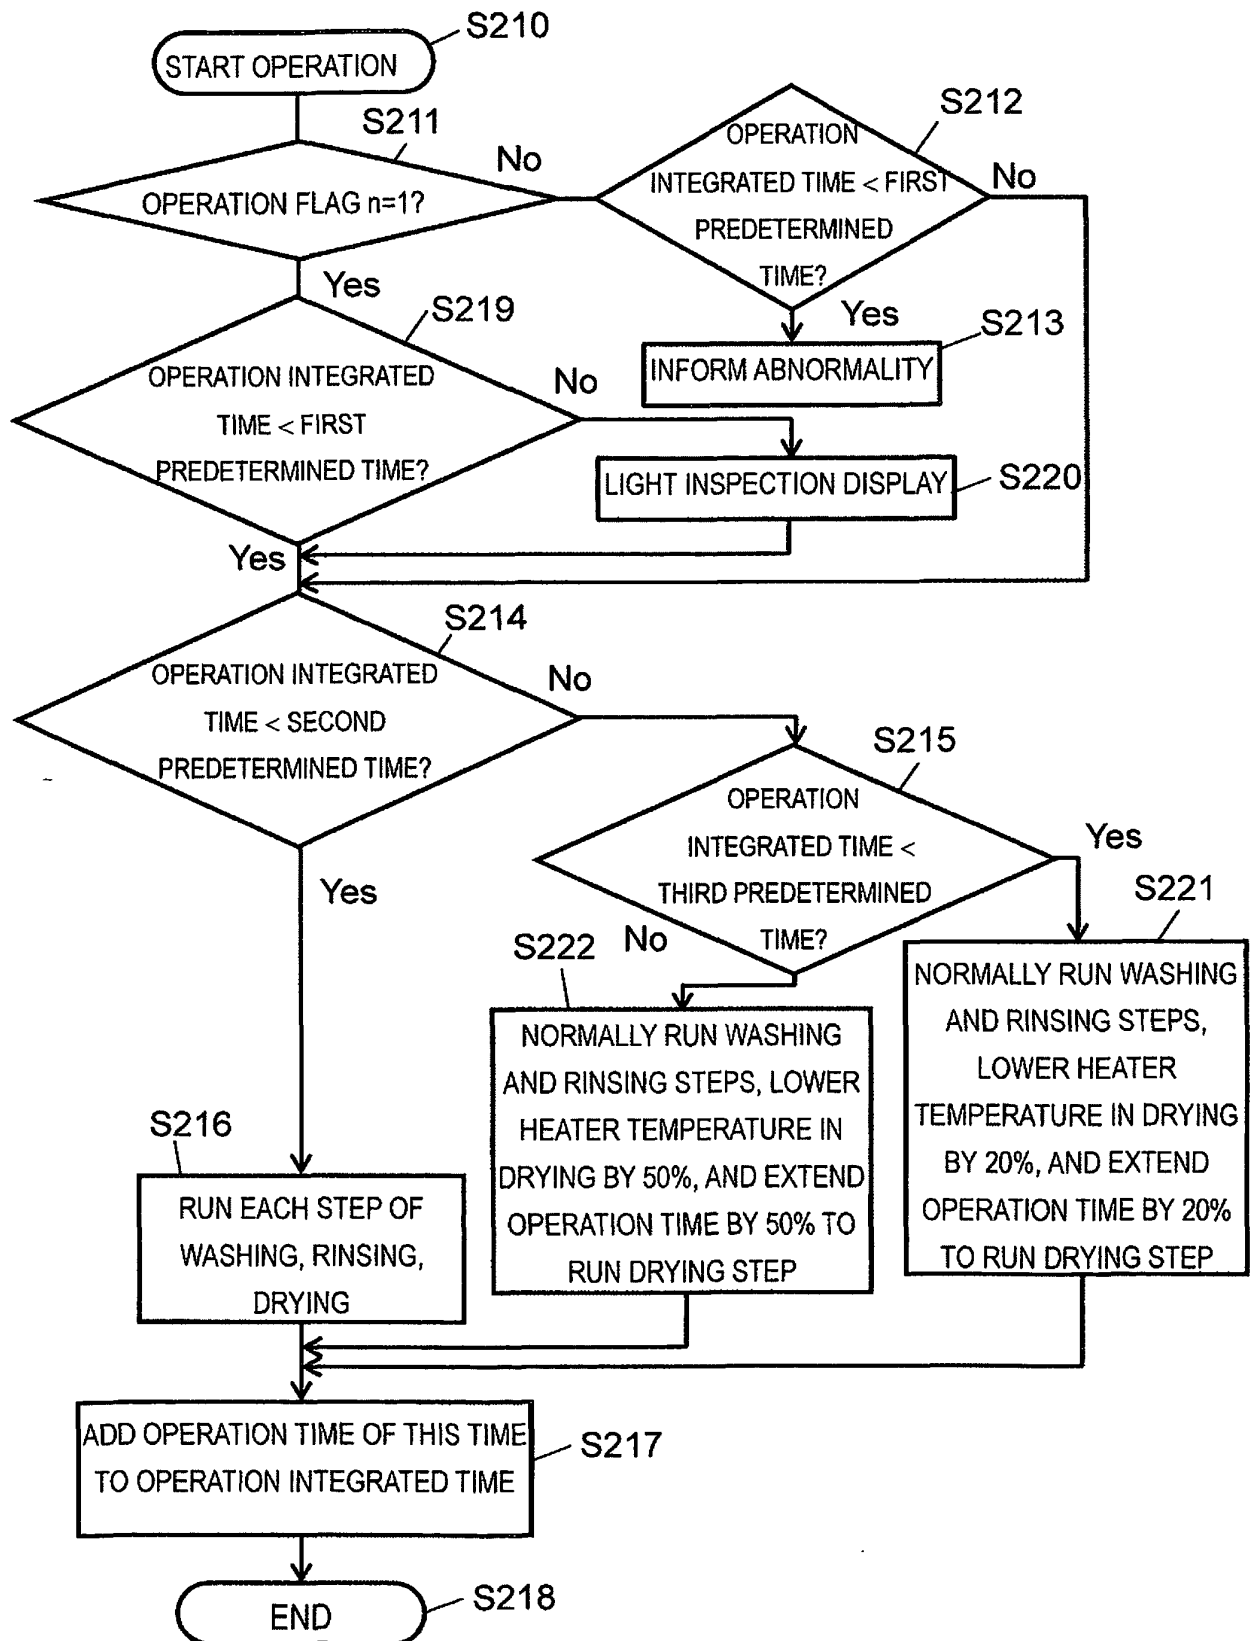 S210
START OPERATION
S211
No
OPERATION FLAG n=1?
S212
OPERATION
INTEGRATED TIME < FIRST
PREDETERMINED
TIME?
No
Yes
Yes
S213
INFORM ABNORMALITY
S219
OPERATION INTEGRATED
TIME < FIRST
PREDETERMINED TIME?
No
LIGHT INSPECTION DISPLAY
S220
Yes
S214
OPERATION INTEGRATED
TIME < SECOND
PREDETERMINED TIME?
No
S215
OPERATION
INTEGRATED TIME <
THIRD PREDETERMINED
TIME?
Yes
Yes
No
S221
NORMALLY RUN WASHING
AND RINSING STEPS,
LOWER HEATER
TEMPERATURE IN DRYING
BY 20%, AND EXTEND
OPERATION TIME BY 20%
TO RUN DRYING STEP
S222
NORMALLY RUN WASHING
AND RINSING STEPS, LOWER
HEATER TEMPERATURE IN
DRYING BY 50%, AND EXTEND
OPERATION TIME BY 50% TO
RUN DRYING STEP
S216
RUN EACH STEP OF
WASHING, RINSING,
DRYING
ADD OPERATION TIME OF THIS TIME
TO OPERATION INTEGRATED TIME
S217
END
S218